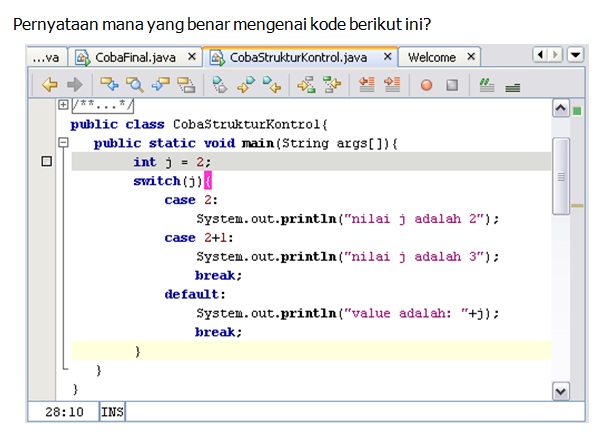 Pernyataan mana yang benar mengenai kode berikut ini?
...va CobaFinal.java CobaStrukturKontrol.java Welcome
/**...*/
public class CobaStrukturKontrol{
public static void main(String args[]){
int j = 2;
switch(j){
case 2:
System.out.println("nilai j adalah 2");
case 2+1:
System.out.println("nilai j adalah 3");
break;
default:
System.out.println("value adalah: "+j);
break;
}
}
}
28:10 INS